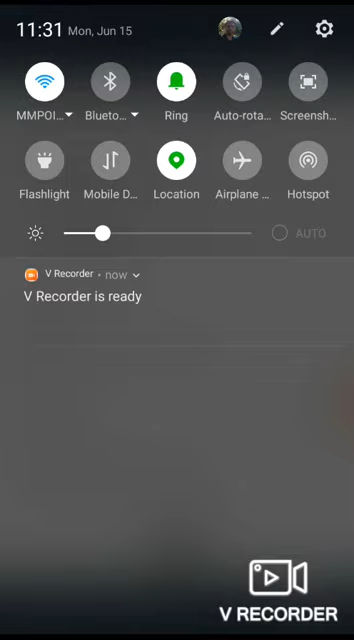 11:31 Mon, Jun 15
MMPOI... Blueto... Ring Auto-rota... Screensh...
Flashlight Mobile D... Location Airplane ... Hotspot
AUTO
V Recorder • now
V Recorder is ready
V RECORDER